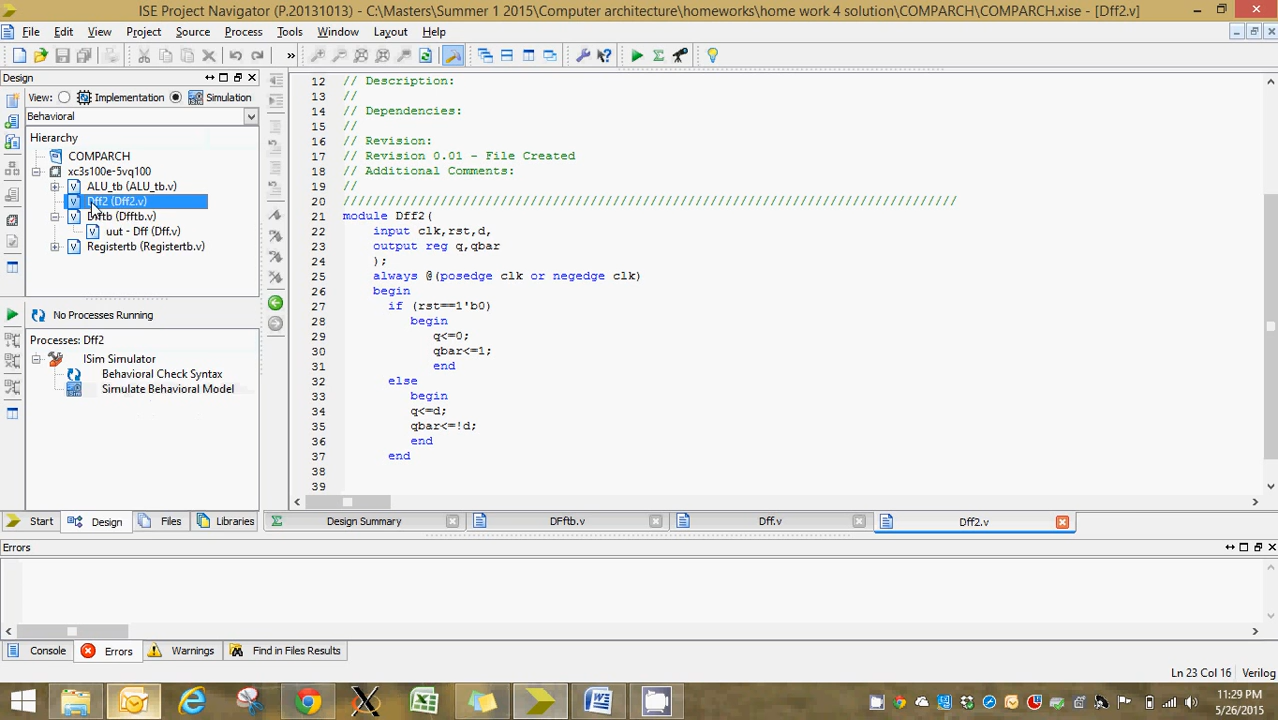 ISE Project Navigator (P.20131013) - C:\Masters\Summer 1 2015\Computer architecture\homeworks\home work 4 solution\COMPARCH\COMPARCH.xise - [Dff2.v]
File Edit View Project Source Process Tools Window Layout Help
Design
View: Implementation Simulation
Behavioral
Hierarchy
COMPARCH
xc3s100e-5vq100
ALU_tb (ALU_tb.v)
Dff2 (Dff2.v)
Dfftb (Dfftb.v)
uut - Dff (Dff.v)
Registertb (Registertb.v)
No Processes Running
Processes: Dff2
ISim Simulator
Behavioral Check Syntax
Simulate Behavioral Model
Start Design Files Libraries
12 // Description:
13 //
14 // Dependencies:
15 //
16 // Revision:
17 // Revision 0.01 - File Created
18 // Additional Comments:
19 //
20 //////////////////////////////////////////////////////////////////////////////////
21 module Dff2(
22 input clk,rst,d,
23 output reg q,qbar
24 );
25 always @(posedge clk or negedge clk)
26 begin
27 if (rst==1'b0)
28 begin
29 q<=0;
30 qbar<=1;
31 end
32 else
33 begin
34 q<=d;
35 qbar<=!d;
36 end
37 end
38
39
Design Summary DFftb.v Dff.v Dff2.v
Errors
Console Errors Warnings Find in Files Results
Ln 23 Col 16 Verilog
11:29 PM
5/26/2015